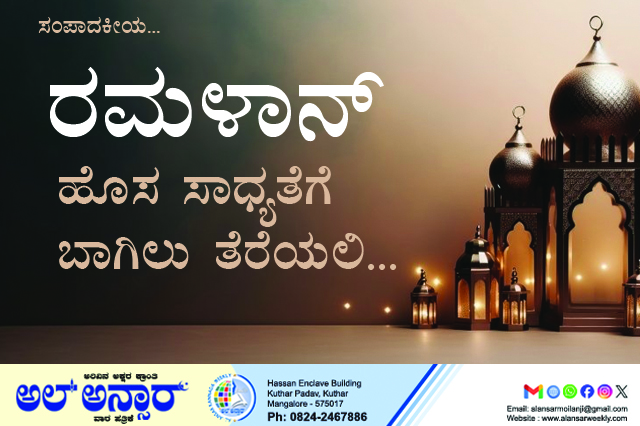 ಸಂಪಾದಕೀಯ...
ರಮಳಾನ್
ಹೊಸ ಸಾಧ್ಯತೆಗೆ
ಬಾಗಿಲು ತೆರೆಯಲಿ...
ಅರಿವಿನ ಅಕ್ಷರ ಕ್ರಾಂತಿ
ಅಲ್ ಅನ್ಸಾರ್
ವಾರ ಪತ್ರಿಕೆ
Hassan Enclave Building
Kuthar Padav, Kuthar
Mangalore - 575017
Ph: 0824-2467886
Email: alansarmoilanji@gmail.com
Website : www.alansarweekly.com